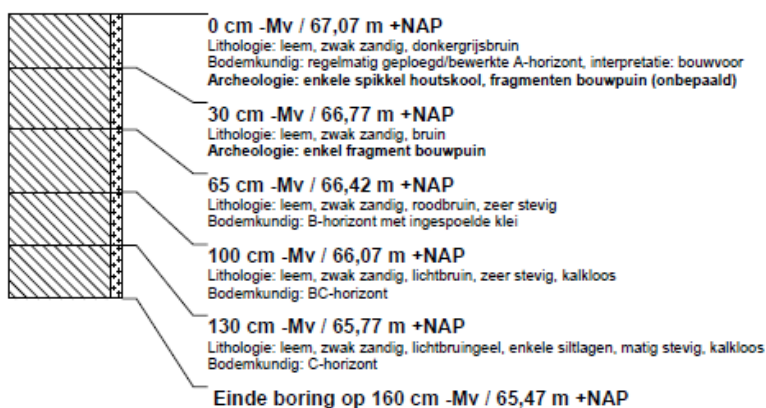 0 cm -Mv / 67,07 m +NAP
Lithologie: leem, zwak zandig, donkergrijsbruin
Bodemkundig: regelmatig geploegd/bewerkte A-horizont, interpretatie: bouwvoor
Archeologie: enkele spikkel houtskool, fragmenten bouwpuin (onbepaald)
30 cm -Mv / 66,77 m +NAP
Lithologie: leem, zwak zandig, bruin
Archeologie: enkel fragment bouwpuin
65 cm -Mv / 66,42 m +NAP
Lithologie: leem, zwak zandig, roodbruin, zeer stevig
Bodemkundig: B-horizont met ingespoelde klei
100 cm -Mv / 66,07 m +NAP
Lithologie: leem, zwak zandig, lichtbruin, zeer stevig, kalkloos
Bodemkundig: BC-horizont
130 cm -Mv / 65,77 m +NAP
Lithologie: leem, zwak zandig, lichtbruingeel, enkele siltlagen, matig stevig, kalkloos
Bodemkundig: C-horizont
Einde boring op 160 cm -Mv / 65,47 m +NAP